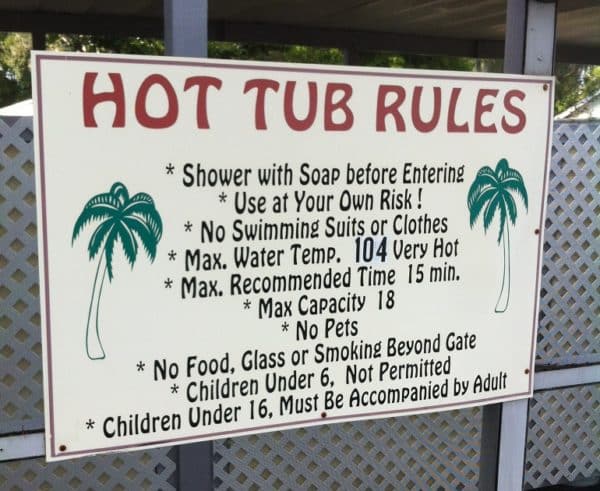 HOT TUB RULES
* Shower with Soap before Entering
* Use at Your Own Risk !
* No Swimming Suits or Clothes
* Max. Water Temp. 104 Very Hot
* Max. Recommended Time 15 min.
* Max Capacity 18
* No Pets
* No Food, Glass or Smoking Beyond Gate
* Children Under 6, Not Permitted
* Children Under 16, Must Be Accompanied by Adult